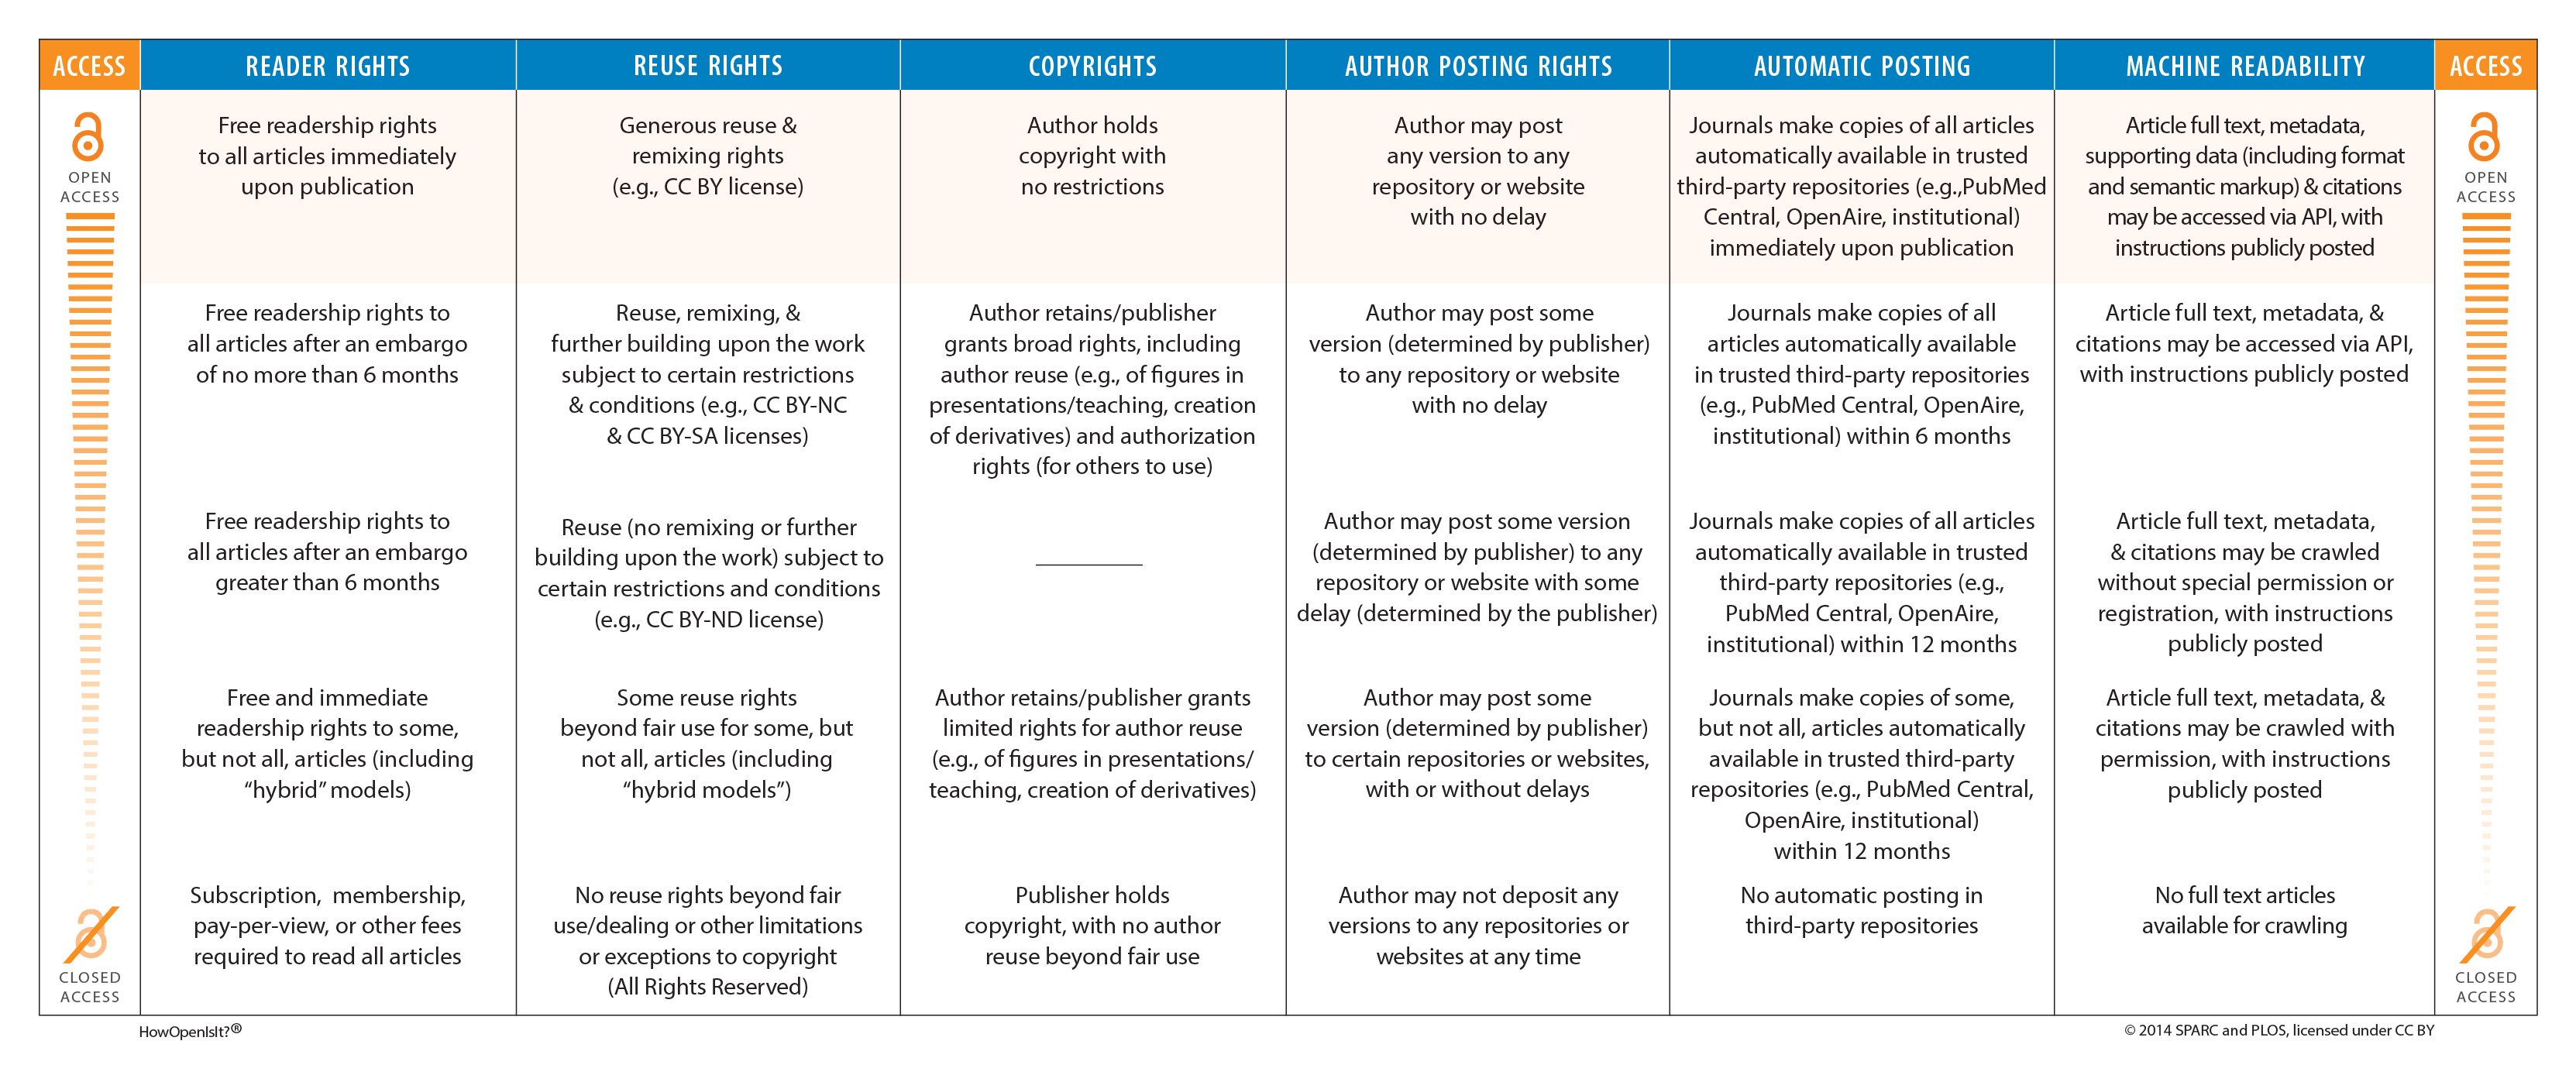 ACCESS
READER RIGHTS
REUSE RIGHTS
COPYRIGHTS
AUTHOR POSTING RIGHTS
AUTOMATIC POSTING
MACHINE READABILITY
ACCESS
OPEN
ACCESS
Free readership rights
to all articles immediately
upon publication
Generous reuse &
remixing rights
(e.g., CC BY license)
Author holds
copyright with
no restrictions
Author may post
any version to any
repository or website
with no delay
Journals make copies of all articles
automatically available in trusted
third-party repositories (e.g.,PubMed
Central, OpenAire, institutional)
immediately upon publication
Article full text, metadata,
supporting data (including format
and semantic markup) & citations
may be accessed via API, with
instructions publicly posted
OPEN
ACCESS
Free readership rights to
all articles after an embargo
of no more than 6 months
Reuse, remixing, &
further building upon the work
subject to certain restrictions
& conditions (e.g., CC BY-NC
& CC BY-SA licenses)
Author retains/publisher
grants broad rights, including
author reuse (e.g., of figures in
presentations/teaching, creation
of derivatives) and authorization
rights (for others to use)
Author may post some
version (determined by publisher)
to any repository or website
with no delay
Journals make copies of all
articles automatically available
in trusted third-party repositories
(e.g., PubMed Central, OpenAire,
institutional) within 6 months
Article full text, metadata, &
citations may be accessed via API,
with instructions publicly posted
Free readership rights to
all articles after an embargo
greater than 6 months
Reuse (no remixing or further
building upon the work) subject to
certain restrictions and conditions
(e.g., CC BY-ND license)
Author may post some version
(determined by publisher) to any
repository or website with some
delay (determined by the publisher)
Journals make copies of all articles
automatically available in trusted
third-party repositories (e.g.,
PubMed Central, OpenAire,
institutional) within 12 months
Article full text, metadata,
& citations may be crawled
without special permission or
registration, with instructions
publicly posted
Free and immediate
readership rights to some,
but not all, articles (including
“hybrid” models)
Some reuse rights
beyond fair use for some, but
not all, articles (including
“hybrid models”)
Author retains/publisher grants
limited rights for author reuse
(e.g., of figures in presentations/
teaching, creation of derivatives)
Author may post some
version (determined by publisher)
to certain repositories or websites,
with or without delays
Journals make copies of some,
but not all, articles automatically
available in trusted third-party
repositories (e.g., PubMed Central,
OpenAire, institutional)
within 12 months
Article full text, metadata, &
citations may be crawled with
permission, with instructions
publicly posted
CLOSED
ACCESS
Subscription, membership,
pay-per-view, or other fees
required to read all articles
No reuse rights beyond fair
use/dealing or other limitations
or exceptions to copyright
(All Rights Reserved)
Publisher holds
copyright, with no author
reuse beyond fair use
Author may not deposit any
versions to any repositories or
websites at any time
No automatic posting in
third-party repositories
No full text articles
available for crawling
CLOSED
ACCESS
HowOpenIsIt?®
© 2014 SPARC and PLOS, licensed under CC BY